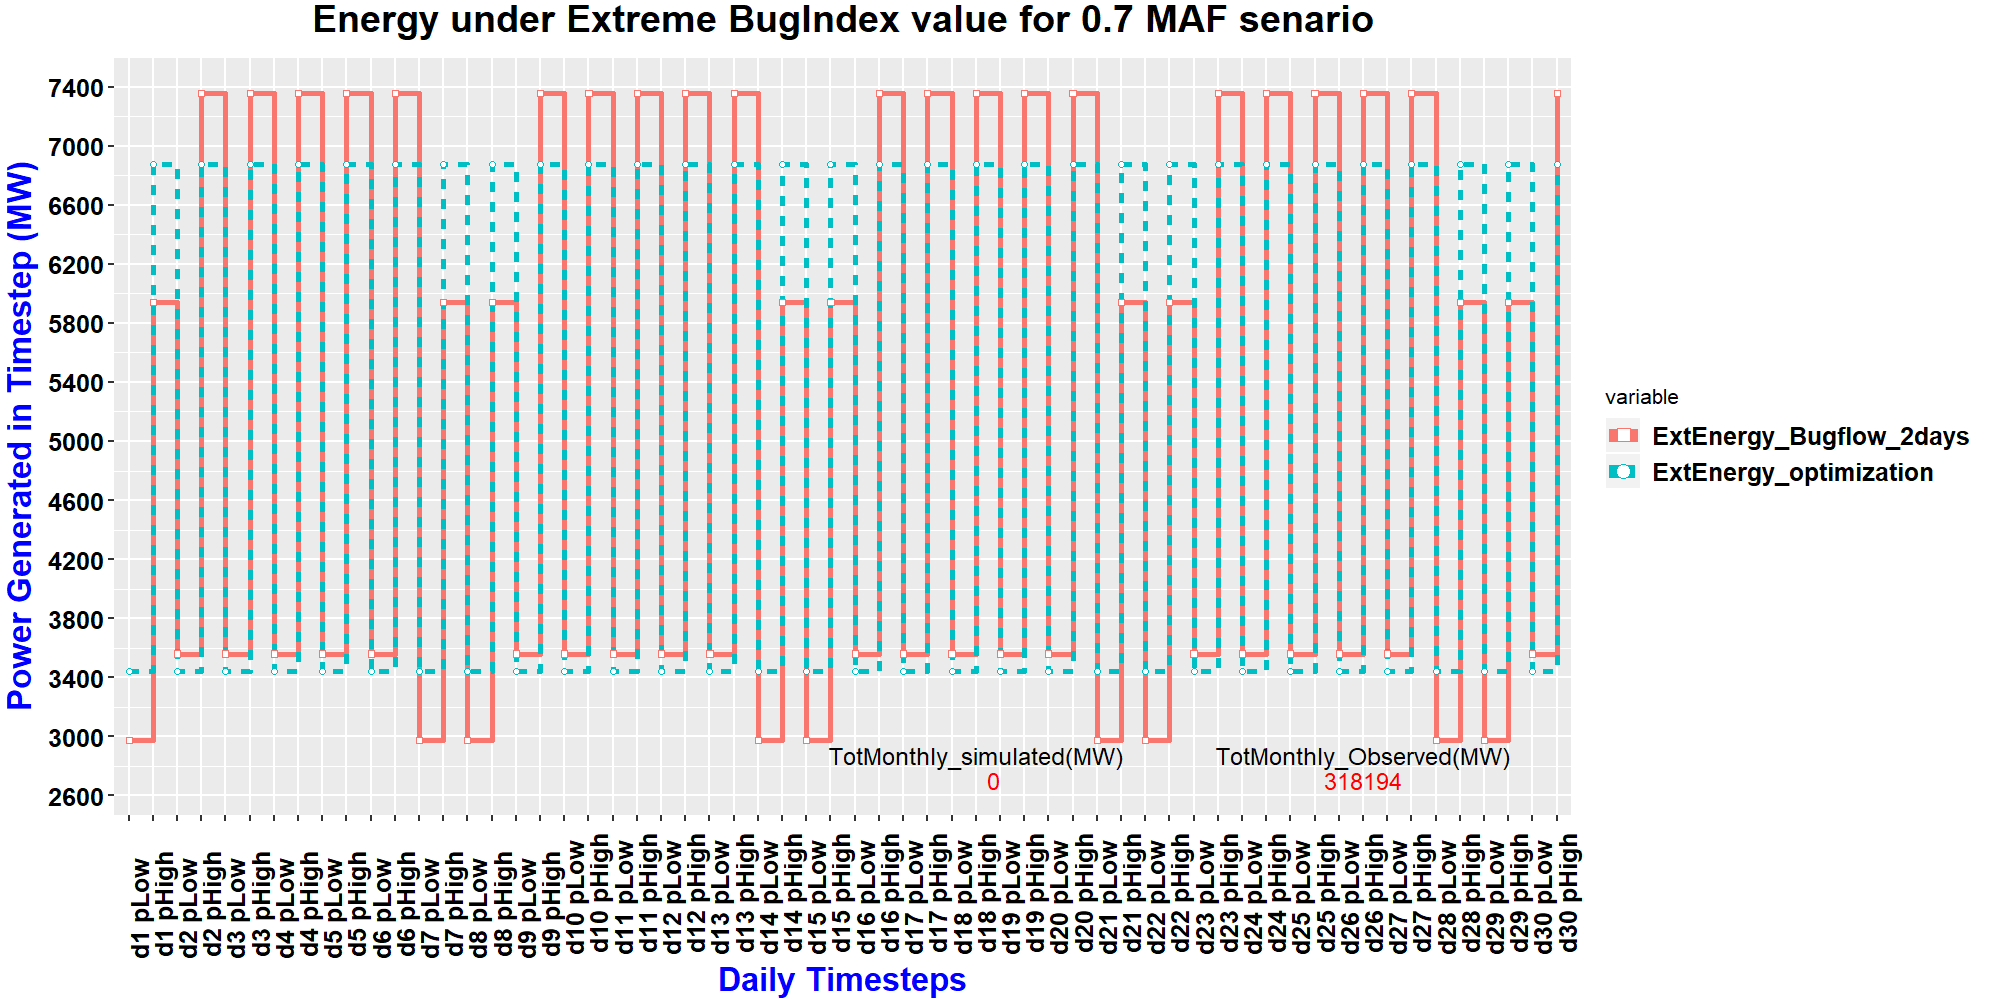 Energy under Extreme BugIndex value for 0.7 MAF senario
Power Generated in Timestep (MW)
7400
7000
6600
6200
5800
5400
5000
4600
4200
3800
3400
3000
2600
TotMonthly_simulated(MW)
0
TotMonthly_Observed(MW)
318194
d1 pLow
d1 pHigh
d2 pLow
d2 pHigh
d3 pLow
d3 pHigh
d4 pLow
d4 pHigh
d5 pLow
d5 pHigh
d6 pLow
d6 pHigh
d7 pLow
d7 pHigh
d8 pLow
d8 pHigh
d9 pLow
d9 pHigh
d10 pLow
d10 pHigh
d11 pLow
d11 pHigh
d12 pLow
d12 pHigh
d13 pLow
d13 pHigh
d14 pLow
d14 pHigh
d15 pLow
d15 pHigh
d16 pLow
d16 pHigh
d17 pLow
d17 pHigh
d18 pLow
d18 pHigh
d19 pLow
d19 pHigh
d20 pLow
d20 pHigh
d21 pLow
d21 pHigh
d22 pLow
d22 pHigh
d23 pLow
d23 pHigh
d24 pLow
d24 pHigh
d25 pLow
d25 pHigh
d26 pLow
d26 pHigh
d27 pLow
d27 pHigh
d28 pLow
d28 pHigh
d29 pLow
d29 pHigh
d30 pLow
d30 pHigh
Daily Timesteps
variable
ExtEnergy_Bugflow_2days
ExtEnergy_optimization